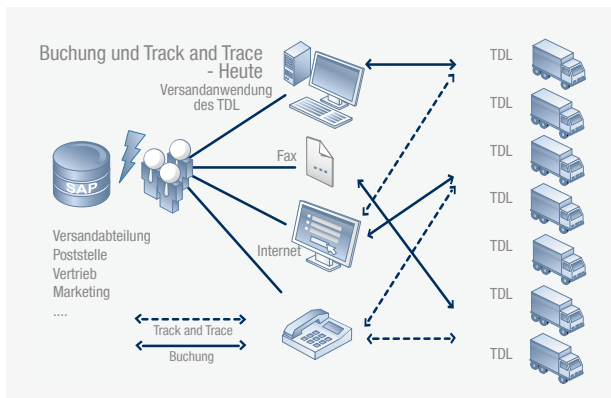 Buchung und Track and Trace
- Heute
Versandanwendung
des TDL
Fax
Internet
SAP
Versandabteilung
Poststelle
Vertrieb
Marketing
....
Track and Trace
Buchung
TDL
TDL
TDL
TDL
TDL
TDL
TDL